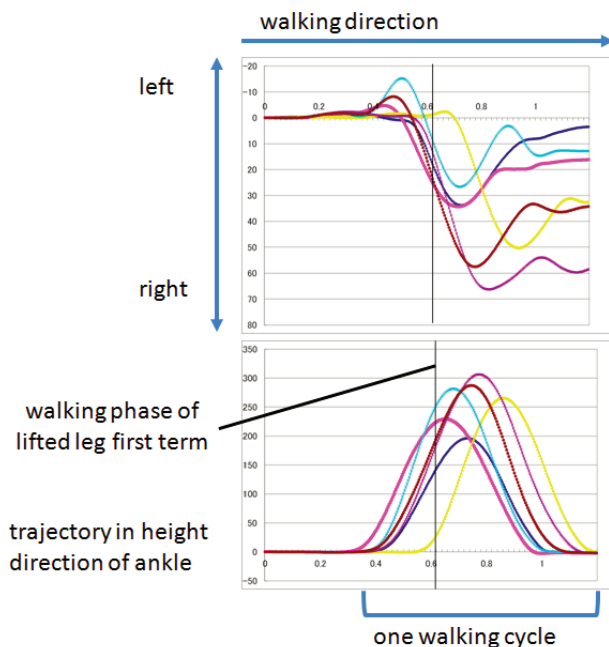 walking direction
left
right
−20
−10
0
10
20
30
40
50
60
70
80
0 0.2 0.4 0.6 0.8 1
walking phase of
lifted leg first term
trajectory in height
direction of ankle
350
300
250
200
150
100
50
0
−50
0 0.2 0.4 0.6 0.8 1
one walking cycle